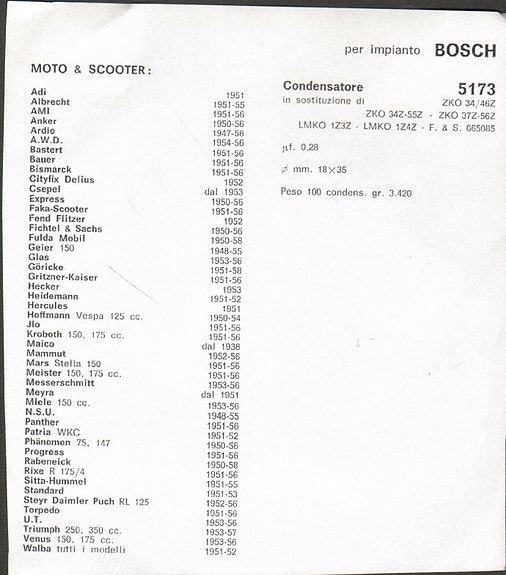 per impianto BOSCH
MOTO & SCOOTER:
Adi 1951
Albrecht 1951-55
AMI 1951-56
Anker 1950-56
Ardie 1947-56
A.W.D. 1954-56
Bastert 1951-56
Bauer 1951-56
Bismarck 1951-56
Cityfix Delius 1952
Csepel dal 1953
Express 1950-56
Faka-Scooter 1951-56
Fend Flitzer 1952
Fichtel & Sachs 1950-56
Fulda Mobil 1950-58
Geier 150 1948-55
Glas 1953-56
Göricke 1951-58
Gritzner-Kaiser 1951-56
Hecker 1953
Heidemann 1951-52
Hercules 1951
Hoffmann Vespa 125 cc. 1950-54
Jlo 1951-56
Kroboth 150, 175 cc. 1951-56
Maico dal 1938
Mammut 1952-56
Mars Stella 150 1951-56
Meister 150, 175 cc. 1951-56
Messerschmitt 1953-56
Meyra dal 1951
Miele 150 cc. 1953-56
N.S.U. 1948-55
Panther 1951-56
Patria WKC 1951-52
Phänomen 75, 147 1950-56
Progress 1951-56
Rabeneick 1950-58
Rixe R 175/4 1951-56
Sitta-Hummel 1951-55
Standard 1951-53
Steyr Daimler Puch RL 125 1952-56
Torpedo 1951-56
U.T. 1953-56
Triumph 250, 350 cc. 1953-57
Venus 150, 175 cc. 1953-56
Walba tutti i modelli 1951-52
Condensatore 5173
in sostituzione di ZKO 34/46Z
ZKO 34Z-55Z - ZKO 37Z-56Z
LMKO 1Z3Z - LMKO 1Z4Z - F. & S. 665085
μf. 0,28
⌀ mm. 18×35
Peso 100 condens. gr. 3.420